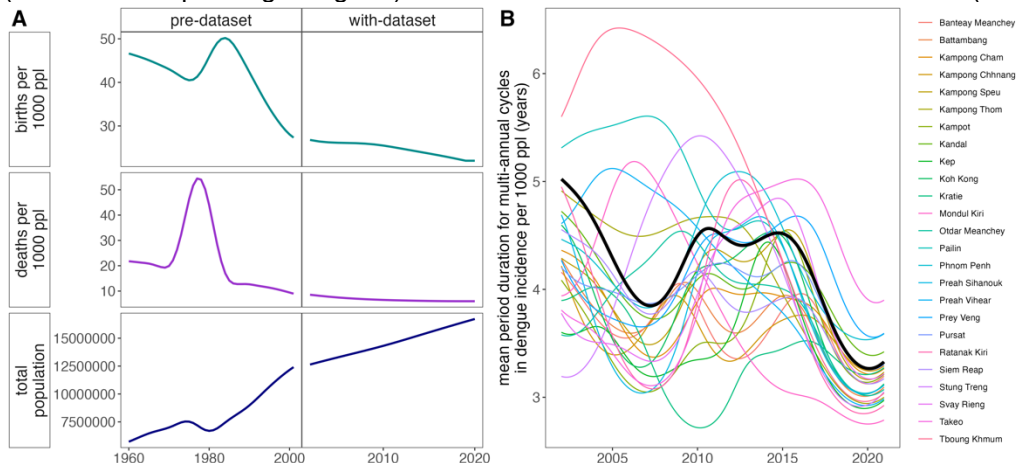 A
pre-dataset
with-dataset
births per
1000 ppl
50
40
30
deaths per
1000 ppl
50
40
30
20
10
total
population
15000000
12500000
10000000
7500000
1960
1980
2000
2010
2020
B
mean period duration for multi-annual cycles
in dengue incidence per 1000 ppl (years)
6
5
4
3
2005
2010
2015
2020
Banteay Meanchey
Battambang
Kampong Cham
Kampong Chhnang
Kampong Speu
Kampong Thom
Kampot
Kandal
Kep
Koh Kong
Kratie
Mondul Kiri
Otdar Meanchey
Pailin
Phnom Penh
Preah Sihanouk
Preah Vihear
Prey Veng
Pursat
Ratanak Kiri
Siem Reap
Stung Treng
Svay Rieng
Takeo
Tboung Khmum